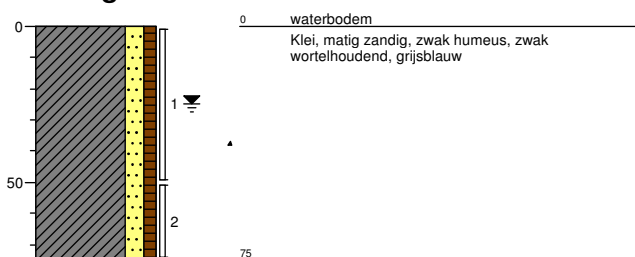 0
0 waterbodem
Klei, matig zandig, zwak humeus, zwak
wortelhoudend, grijsblauw
1
50
2
75